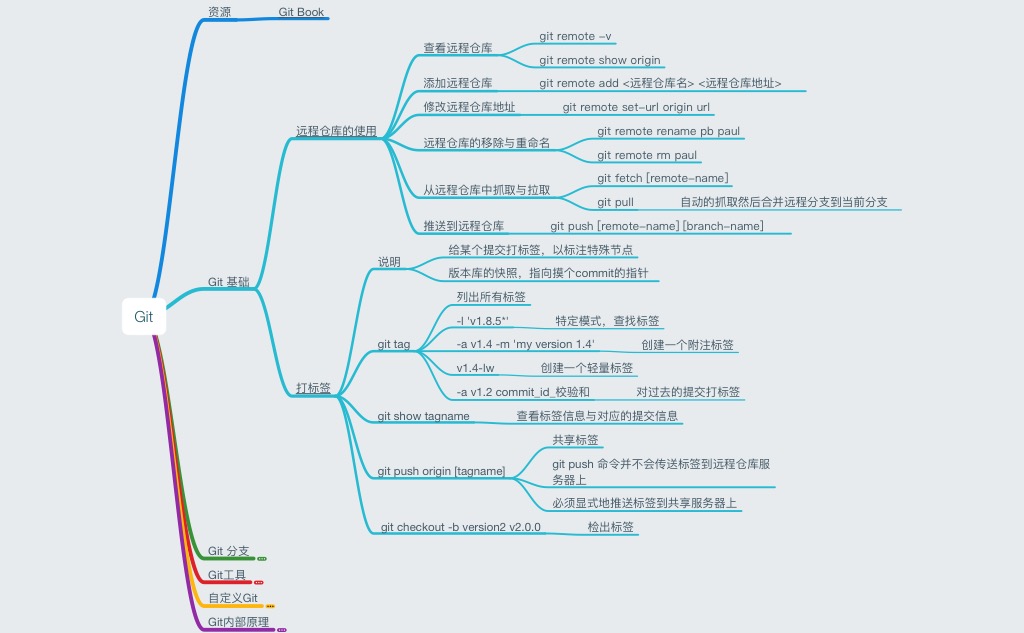 资源
Git Book
Git
Git 基础
远程仓库的使用
查看远程仓库
git remote -v
git remote show origin
添加远程仓库
git remote add <远程仓库名> <远程仓库地址>
修改远程仓库地址
git remote set-url origin url
远程仓库的移除与重命名
git remote rename pb paul
git remote rm paul
从远程仓库中抓取与拉取
git fetch [remote-name]
git pull
自动的抓取然后合并远程分支到当前分支
推送到远程仓库
git push [remote-name] [branch-name]
打标签
说明
给某个提交打标签，以标注特殊节点
版本库的快照，指向摸个commit的指针
git tag
列出所有标签
-l 'v1.8.5*'
特定模式，查找标签
-a v1.4 -m 'my version 1.4'
创建一个附注标签
v1.4-lw
创建一个轻量标签
-a v1.2 commit_id_校验和
对过去的提交打标签
git show tagname
查看标签信息与对应的提交信息
git push origin [tagname]
共享标签
git push 命令并不会传送标签到远程仓库服
务器上
必须显式地推送标签到共享服务器上
git checkout -b version2 v2.0.0
检出标签
Git 分支
Git工具
自定义Git
Git内部原理